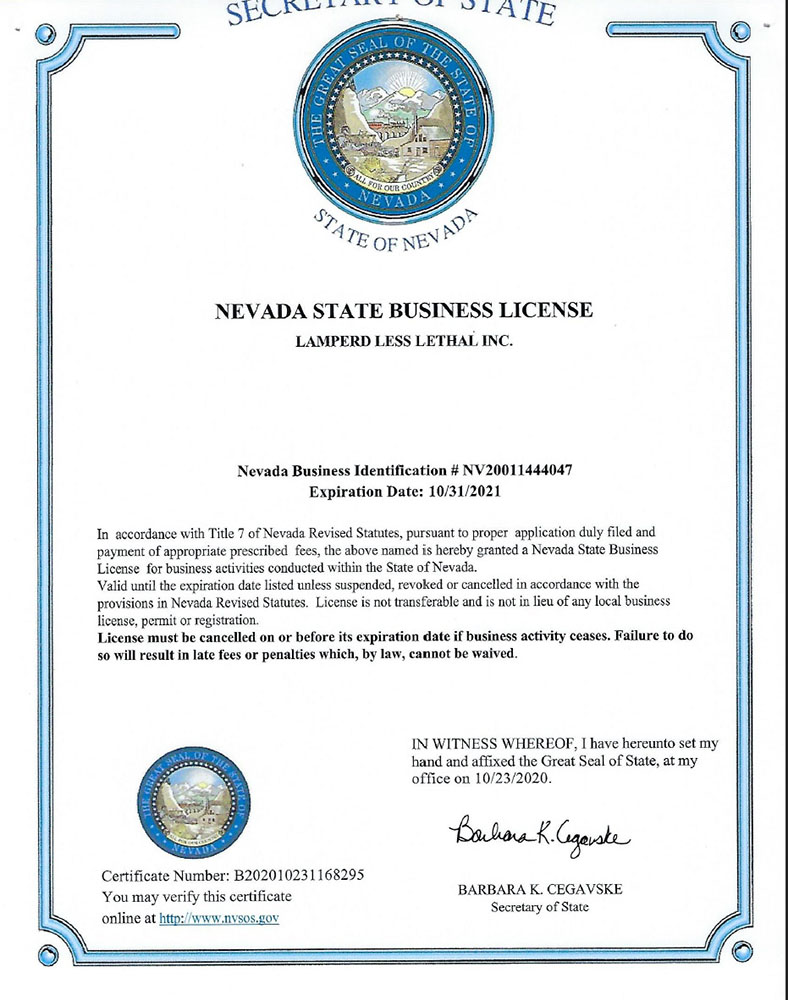 SECRETARY OF STATE
THE GREAT SEAL OF THE STATE OF
ALL FOR OUR COUNTRY
NEVADA
STATE OF NEVADA
NEVADA STATE BUSINESS LICENSE
LAMPERD LESS LETHAL INC.
Nevada Business Identification # NV20011444047
Expiration Date: 10/31/2021
In accordance with Title 7 of Nevada Revised Statutes, pursuant to proper application duly filed and
payment of appropriate prescribed fees, the above named is hereby granted a Nevada State Business
License for business activities conducted within the State of Nevada.
Valid until the expiration date listed unless suspended, revoked or cancelled in accordance with the
provisions in Nevada Revised Statutes. License is not transferable and is not in lieu of any local business
license, permit or registration.
License must be cancelled on or before its expiration date if business activity ceases. Failure to do
so will result in late fees or penalties which, by law, cannot be waived.
IN WITNESS WHEREOF, I have hereunto set my
hand and affixed the Great Seal of State, at my
office on 10/23/2020.
THE GREAT SEAL OF THE STATE OF
ALL FOR OUR COUNTRY
NEVADA
Barbara K. Cegavske
Certificate Number: B202010231168295
You may verify this certificate
online at http://www.nvsos.gov
BARBARA K. CEGAVSKE
Secretary of State